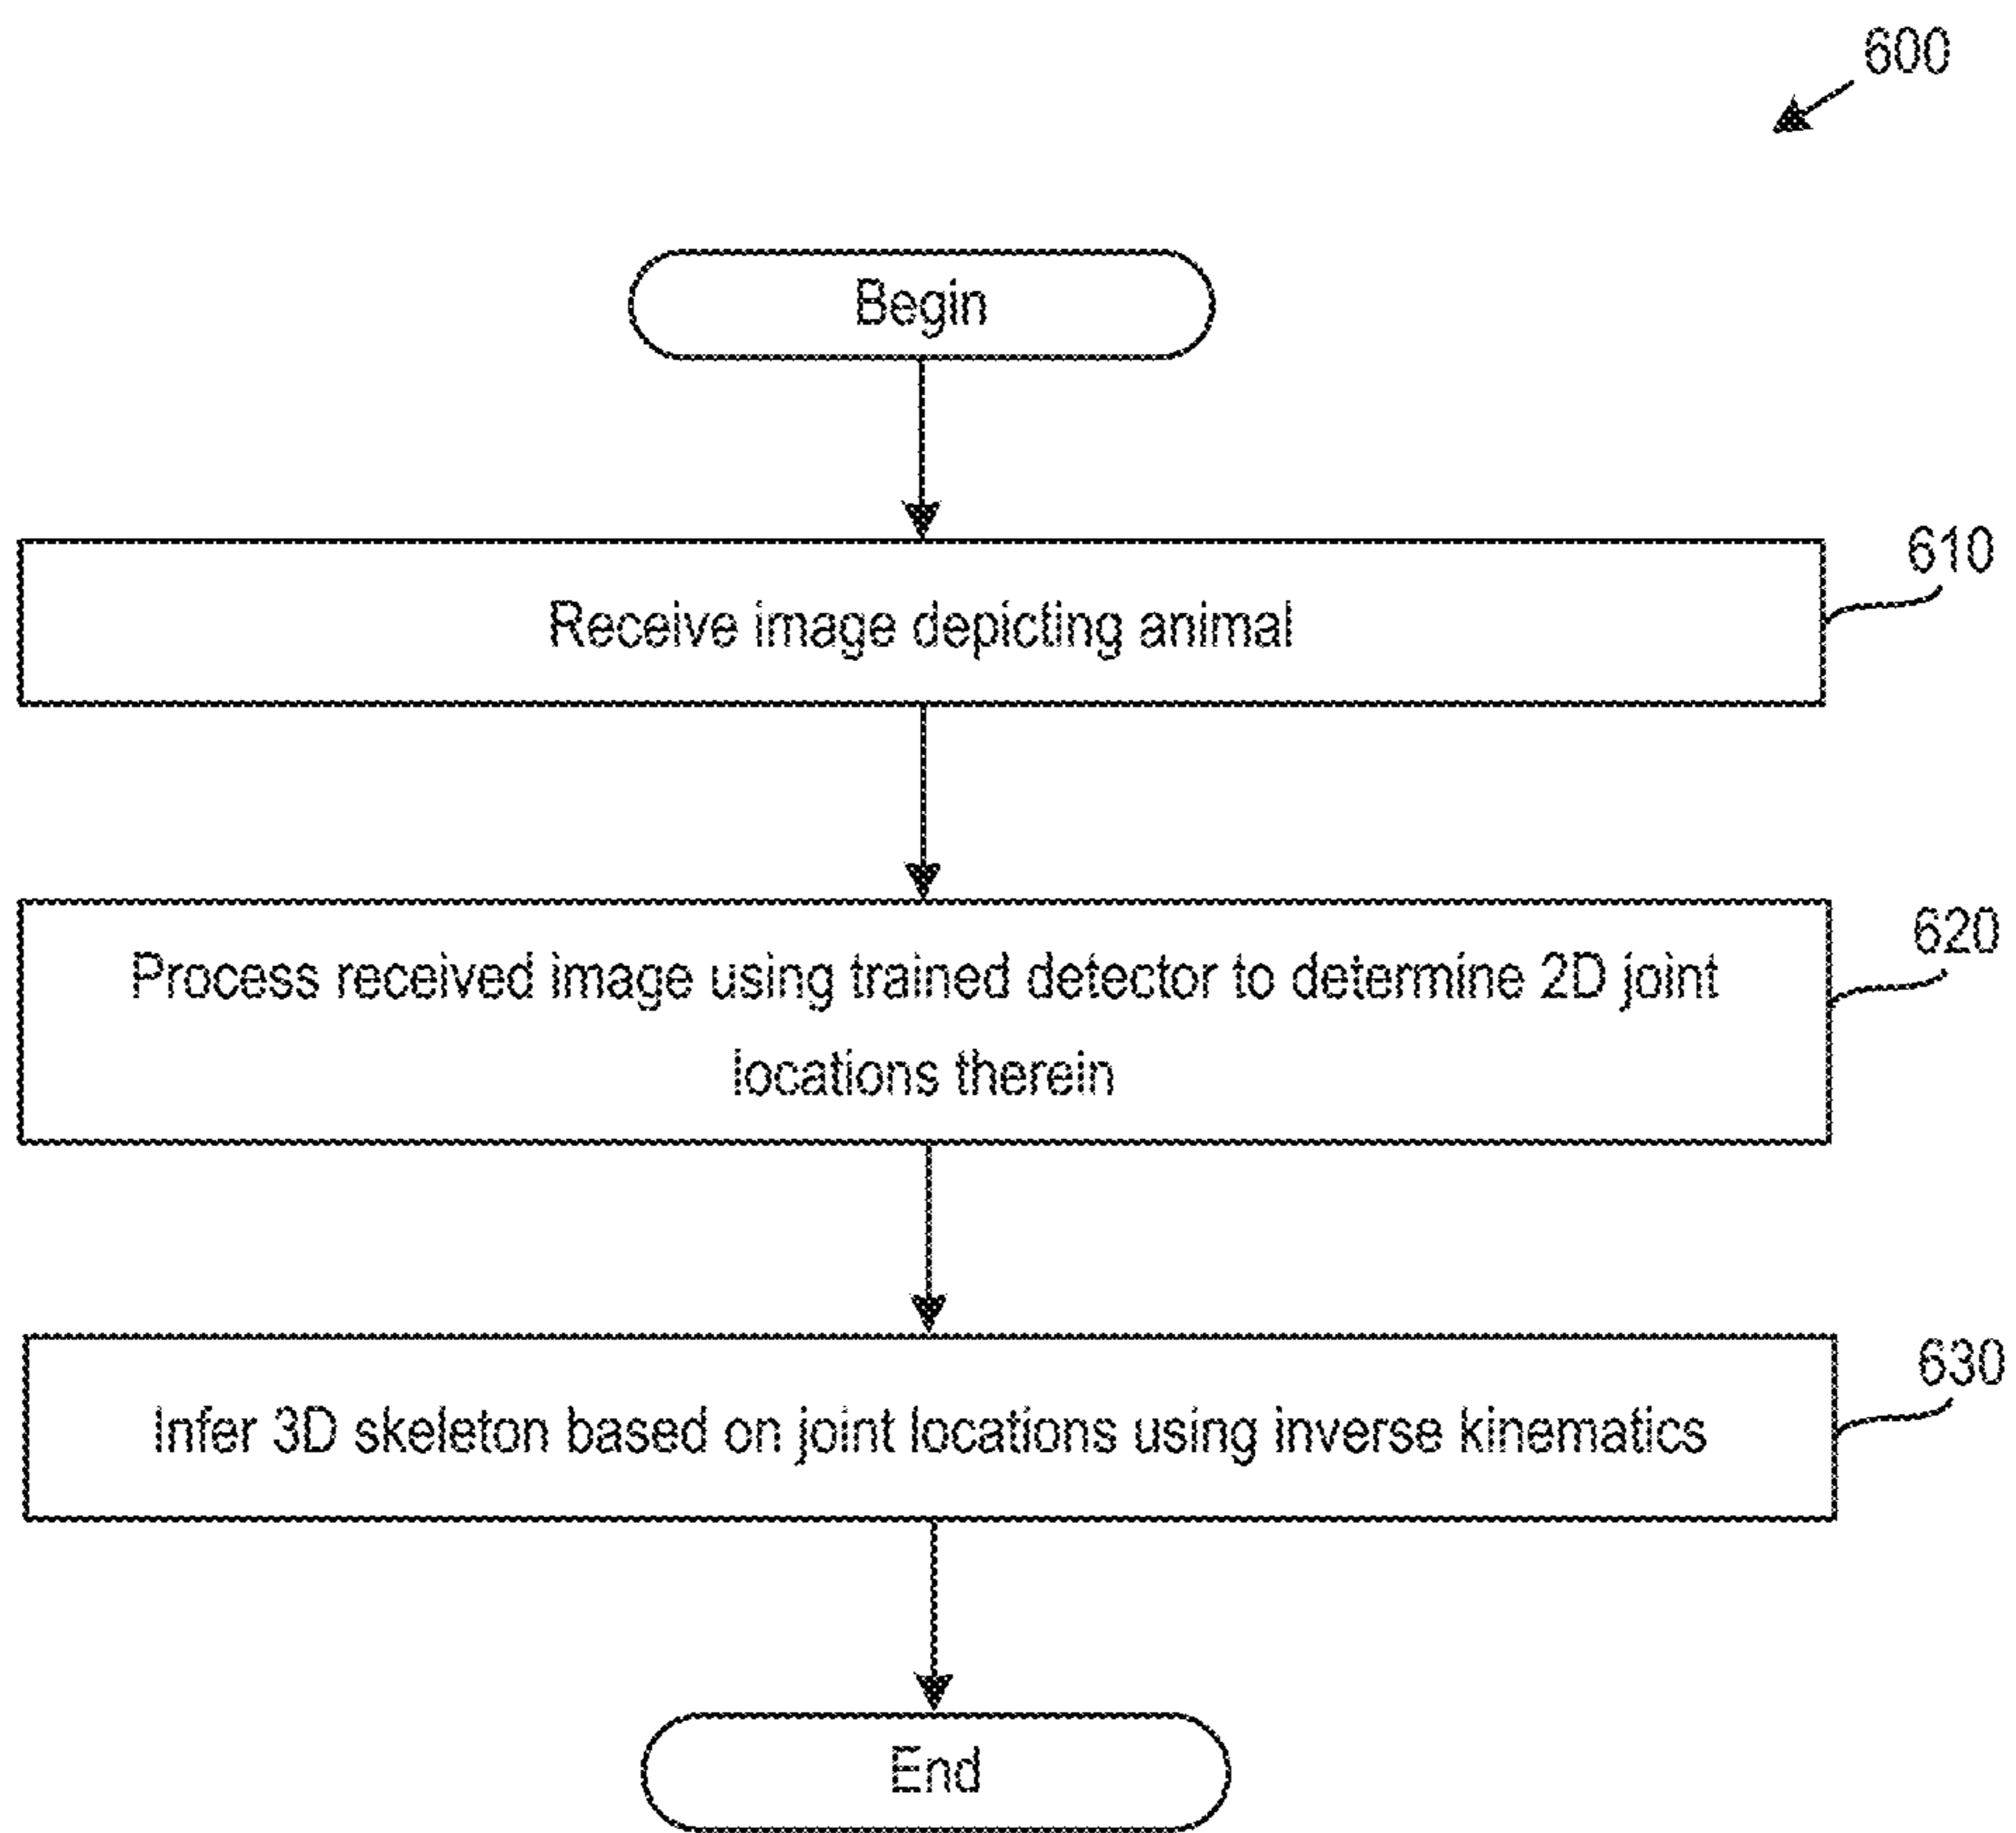 600
Begin
610
Receive image depicting animal
620
Process received image using trained detector to determine 2D joint
locations therein
630
Infer 3D skeleton based on joint locations using inverse kinematics
End